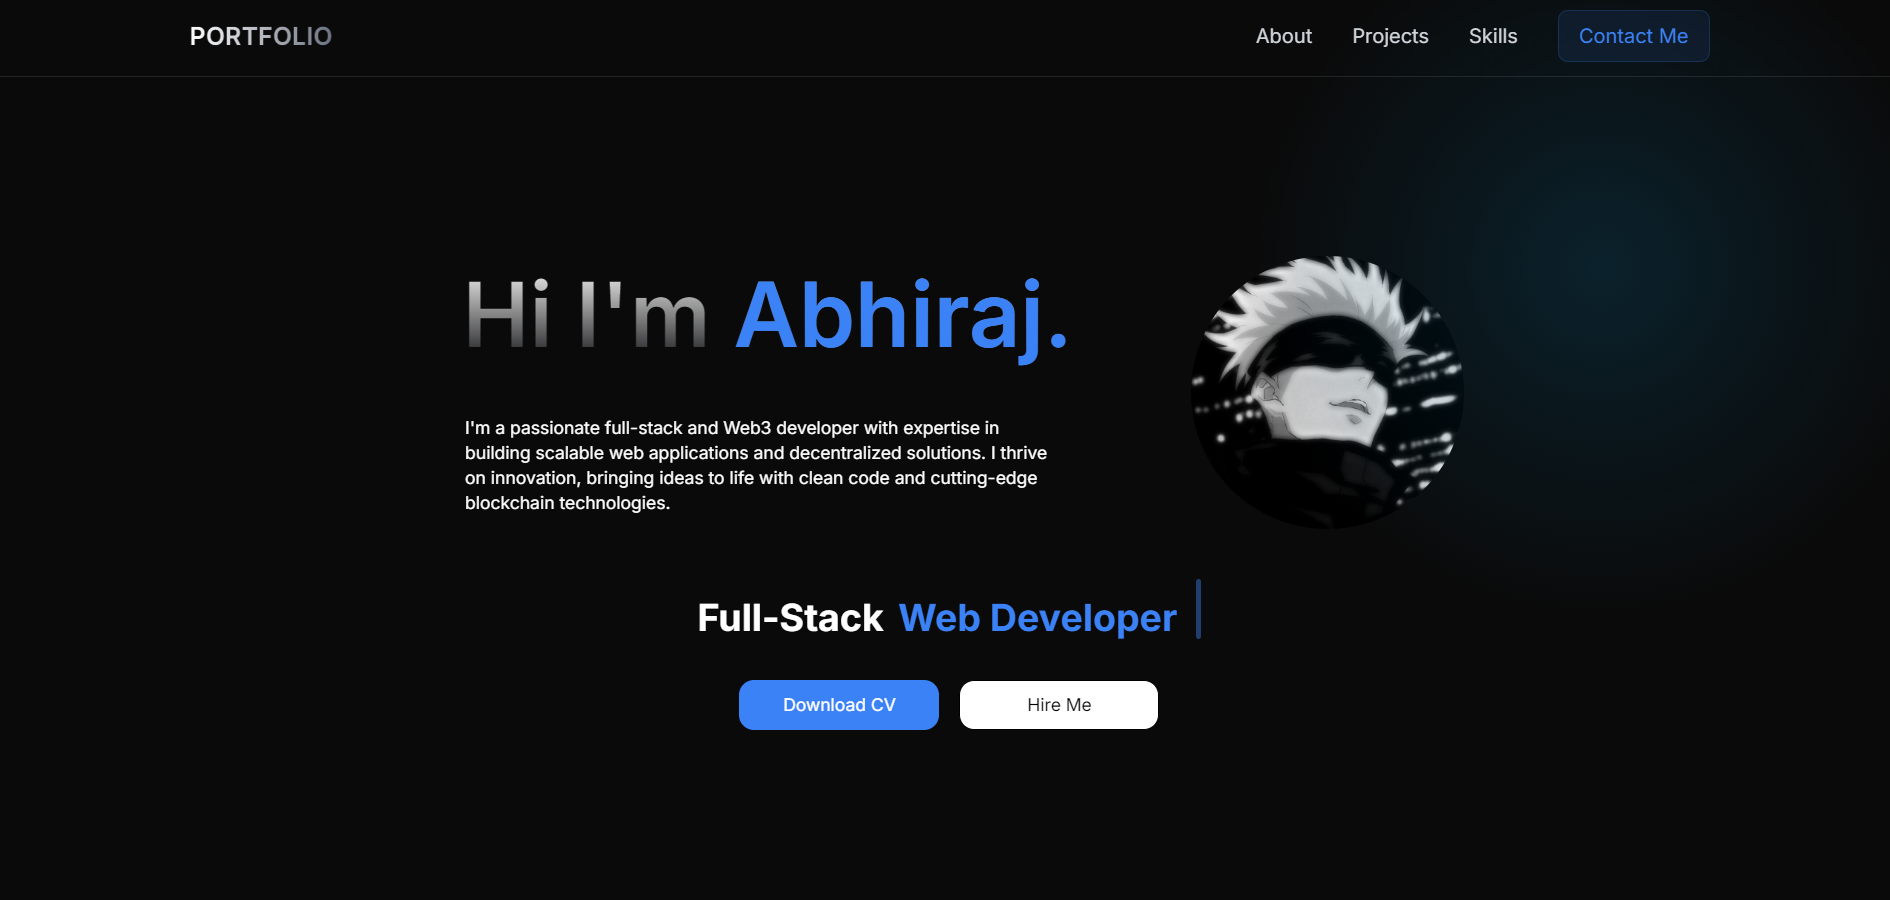 PORTFOLIO
About
Projects
Skills
Contact Me
Hi I'm Abhiraj.
I'm a passionate full-stack and Web3 developer with expertise in
building scalable web applications and decentralized solutions. I thrive
on innovation, bringing ideas to life with clean code and cutting-edge
blockchain technologies.
Full-Stack Web Developer
Download CV
Hire Me